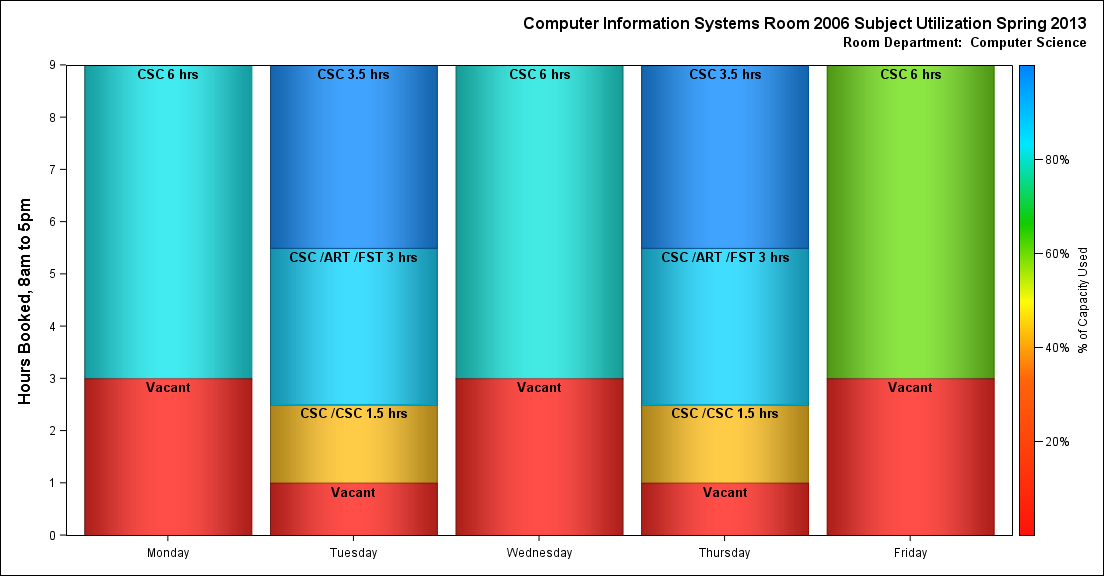 Computer Information Systems Room 2006 Subject Utilization Spring 2013
Room Department:  Computer Science
Hours Booked, 8am to 5pm
9
8
7
6
5
4
3
2
1
0
CSC 6 hrs
Vacant
CSC 3.5 hrs
CSC /ART /FST 3 hrs
CSC /CSC 1.5 hrs
Vacant
CSC 6 hrs
Vacant
CSC 3.5 hrs
CSC /ART /FST 3 hrs
CSC /CSC 1.5 hrs
Vacant
CSC 6 hrs
Vacant
Monday
Tuesday
Wednesday
Thursday
Friday
80%
60%
40%
20%
% of Capacity Used